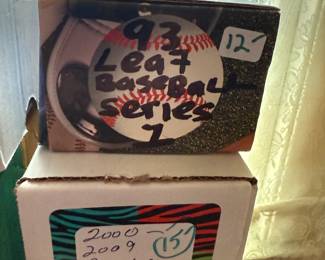 93
12-
Leaf
BaseBall
Series
1
2000-
15
2009